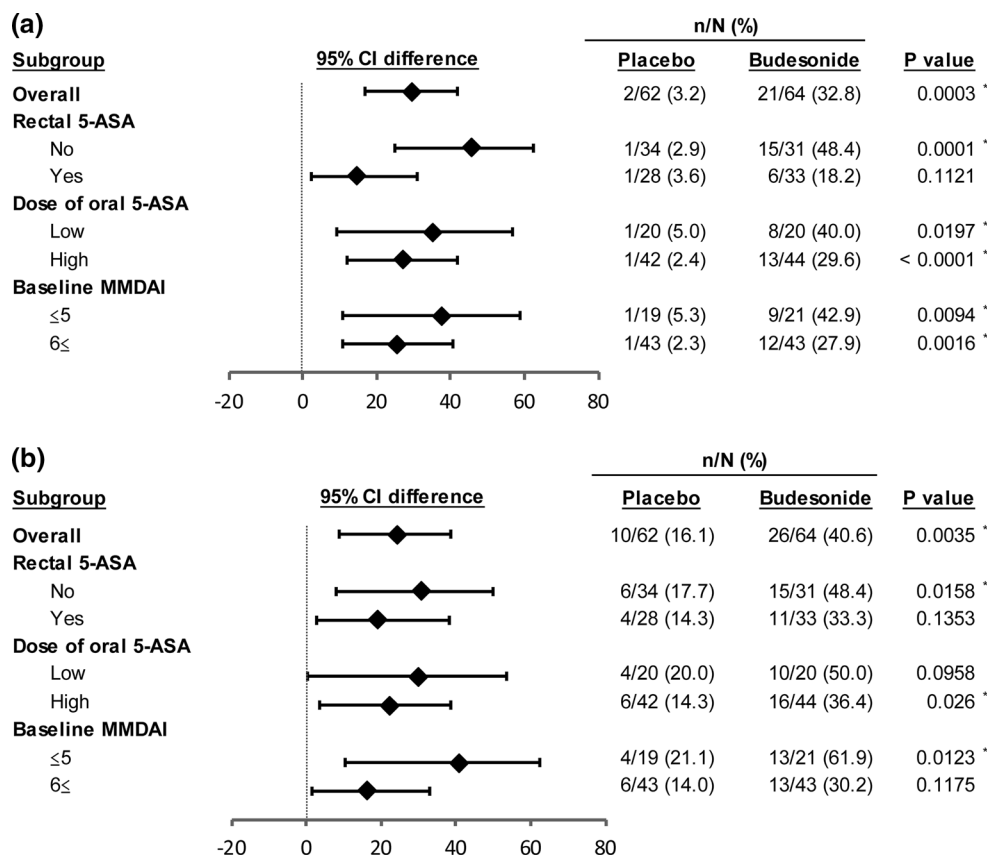 (a)
n/N (%)
Subgroup 95% CI difference Placebo Budesonide P value
Overall 2/62 (3.2) 21/64 (32.8) 0.0003 *
Rectal 5-ASA
No 1/34 (2.9) 15/31 (48.4) 0.0001 *
Yes 1/28 (3.6) 6/33 (18.2) 0.1121
Dose of oral 5-ASA
Low 1/20 (5.0) 8/20 (40.0) 0.0197 *
High 1/42 (2.4) 13/44 (29.6) < 0.0001 *
Baseline MMDAI
≤5 1/19 (5.3) 9/21 (42.9) 0.0094 *
6≤ 1/43 (2.3) 12/43 (27.9) 0.0016 *
-20 0 20 40 60 80
(b)
n/N (%)
Subgroup 95% CI difference Placebo Budesonide P value
Overall 10/62 (16.1) 26/64 (40.6) 0.0035 *
Rectal 5-ASA
No 6/34 (17.7) 15/31 (48.4) 0.0158 *
Yes 4/28 (14.3) 11/33 (33.3) 0.1353
Dose of oral 5-ASA
Low 4/20 (20.0) 10/20 (50.0) 0.0958
High 6/42 (14.3) 16/44 (36.4) 0.026 *
Baseline MMDAI
≤5 4/19 (21.1) 13/21 (61.9) 0.0123 *
6≤ 6/43 (14.0) 13/43 (30.2) 0.1175
-20 0 20 40 60 80